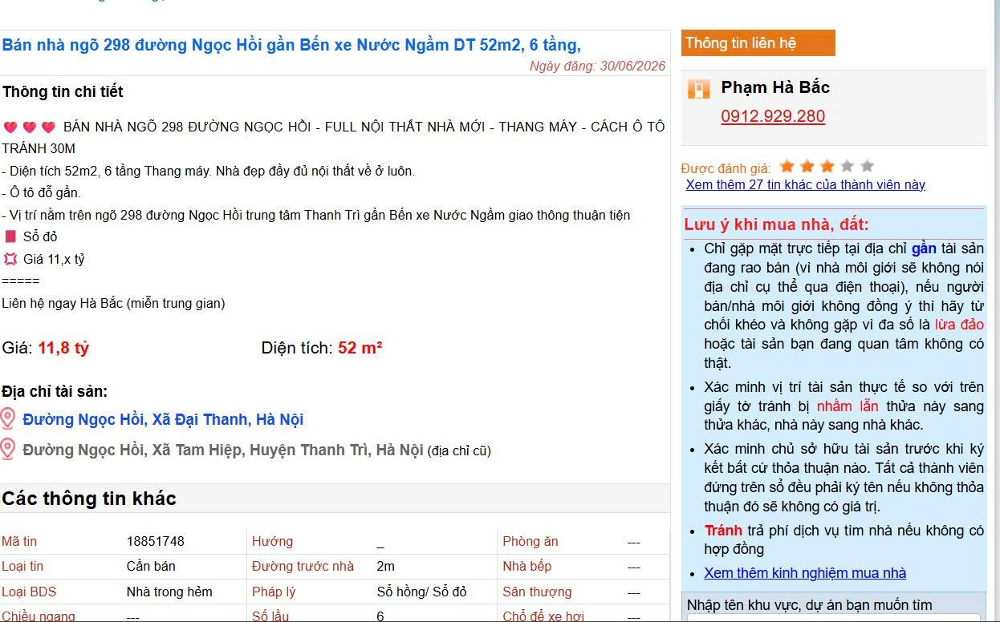 Bán nhà ngõ 298 đường Ngọc Hồi gần Bến xe Nước Ngầm DT 52m2, 6 tầng,
Ngày đăng: 30/06/2026
Thông tin chi tiết
BÁN NHÀ NGÕ 298 ĐƯỜNG NGỌC HỒI - FULL NỘI THẤT NHÀ MỚI - THANG MÁY - CÁCH Ô TÔ
TRÁNH 30M
- Diện tích 52m2, 6 tầng Thang máy. Nhà đẹp đầy đủ nội thất về ở luôn.
- Ô tô đỗ gần.
- Vị trí nằm trên ngõ 298 đường Ngọc Hồi trung tâm Thanh Trì gần Bến xe Nước Ngầm giao thông thuận tiện
Sổ đỏ
Giá 11,x tỷ
=====
Liên hệ ngay Hà Bắc (miễn trung gian)
Giá: 11,8 tỷ
Diện tích: 52 m²
Địa chỉ tài sản:
Đường Ngọc Hồi, Xã Đại Thanh, Hà Nội
Đường Ngọc Hồi, Xã Tam Hiệp, Huyện Thanh Trì, Hà Nội (địa chỉ cũ)
Các thông tin khác
Mã tin 18851748 Hướng _ Phòng ăn ---
Loại tin Cần bán Đường trước nhà 2m Nhà bếp ---
Loại BDS Nhà trong hẻm Pháp lý Sổ hồng/ Sổ đỏ Sân thượng ---
Chiều ngang --- Số lầu 6 Chổ để xe hơi ---
Thông tin liên hệ
Phạm Hà Bắc
0912.929.280
Được đánh giá:
Xem thêm 27 tin khác của thành viên này
Lưu ý khi mua nhà, đất:
• Chỉ gặp mặt trực tiếp tại địa chỉ gần tài sản
đang rao bán (vì nhà môi giới sẽ không nói
địa chỉ cụ thể qua điện thoại), nếu người
bán/nhà môi giới không đồng ý thì hãy từ
chối khéo và không gặp vì đa số là lừa đảo
hoặc tài sản bạn đang quan tâm không có
thật.
• Xác minh vị trí tài sản thực tế so với trên
giấy tờ tránh bị nhầm lẫn thửa này sang
thửa khác, nhà này sang nhà khác.
• Xác minh chủ sở hữu tài sản trước khi ký
kết bất cứ thỏa thuận nào. Tất cả thành viên
đứng trên sổ đều phải ký tên nếu không thỏa
thuận đó sẽ không có giá trị.
• Tránh trả phí dịch vụ tìm nhà nếu không có
hợp đồng
• Xem thêm kinh nghiệm mua nhà
Nhập tên khu vực, dự án bạn muốn tìm